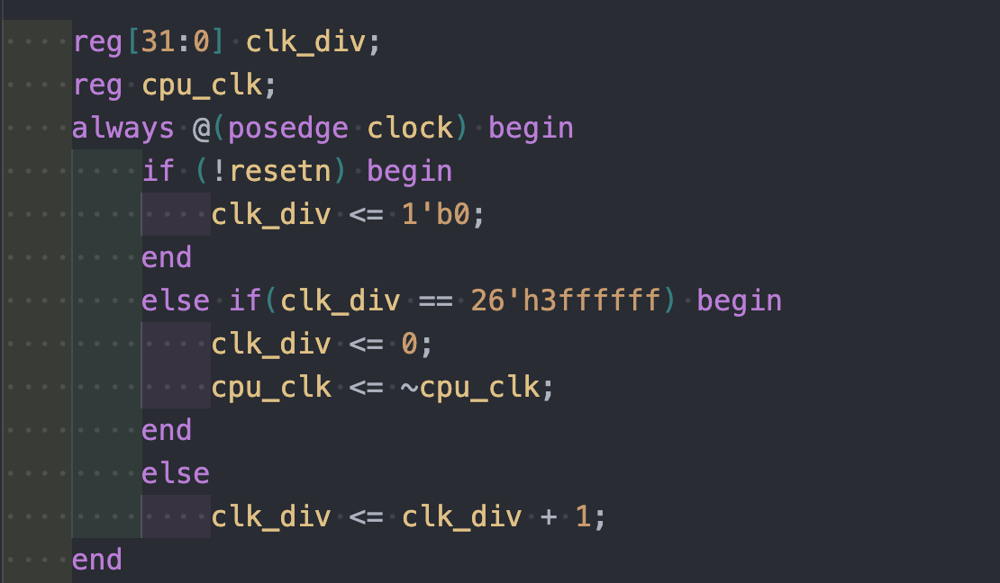 reg[31:0] clk_div;
reg cpu_clk;
always @(posedge clock) begin
if (!resetn) begin
clk_div <= 1'b0;
end
else if(clk_div == 26'h3ffffff) begin
clk_div <= 0;
cpu_clk <= ~cpu_clk;
end
else
clk_div <= clk_div + 1;
end